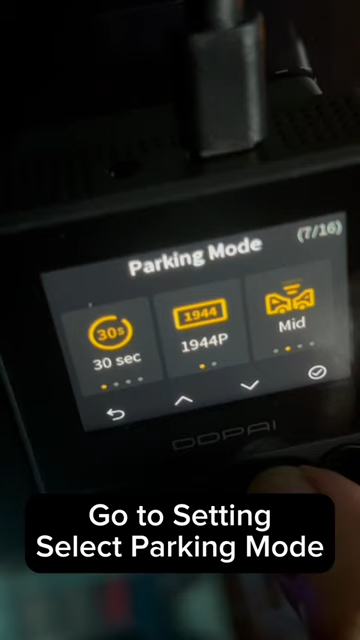 Parking Mode
(7/16)
30s
1944
30 sec
1944P
Mid
DDPAI
Go to Setting
Select Parking Mode